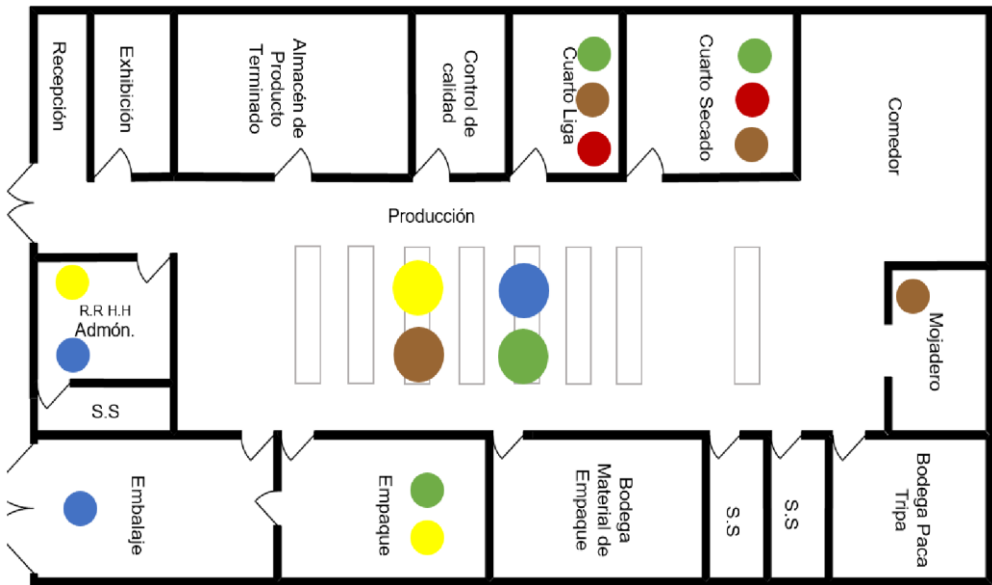 Recepción
Exhibición
Almacén de
Producto
Terminado
Control de
calidad
Cuarto Liga
Cuarto Secado
Comedor
Producción
R.R H.H
Admón.
S.S
Mojadero
Embalaje
Empaque
Bodega
Material de
Empaque
S.S
S.S
Bodega Paca
Tripa